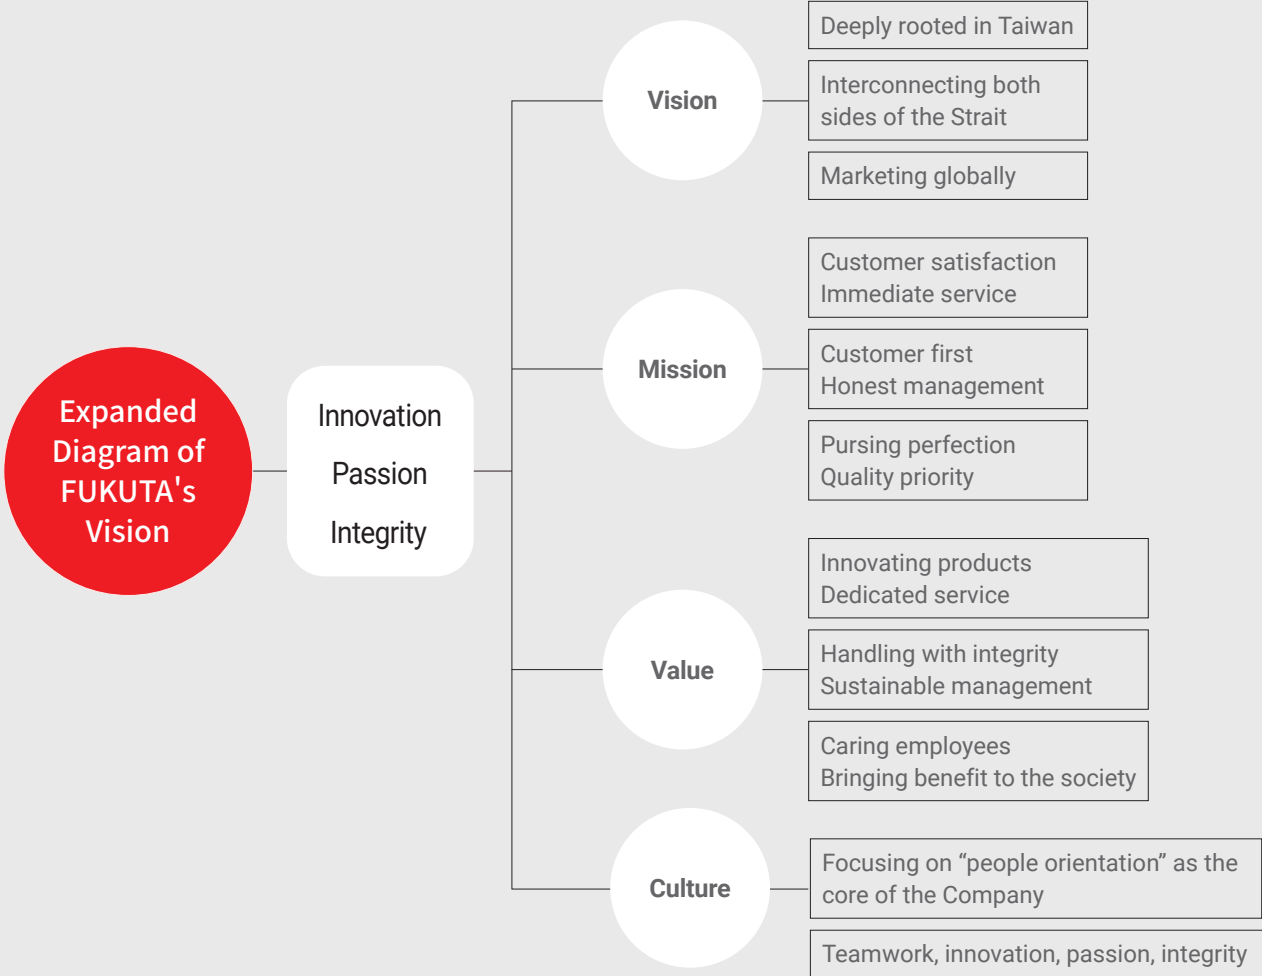 Expanded
Diagram of
FUKUTA's
Vision
Innovation
Passion
Integrity
Vision
Deeply rooted in Taiwan
Interconnecting both
sides of the Strait
Marketing globally
Mission
Customer satisfaction
Immediate service
Customer first
Honest management
Pursing perfection
Quality priority
Value
Innovating products
Dedicated service
Handling with integrity
Sustainable management
Caring employees
Bringing benefit to the society
Culture
Focusing on “people orientation” as the
core of the Company
Teamwork, innovation, passion, integrity